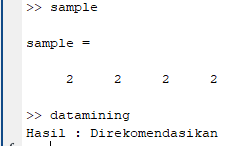 >> sample
sample =
2 2 2 2
>> datamining
Hasil : Direkomendasikan